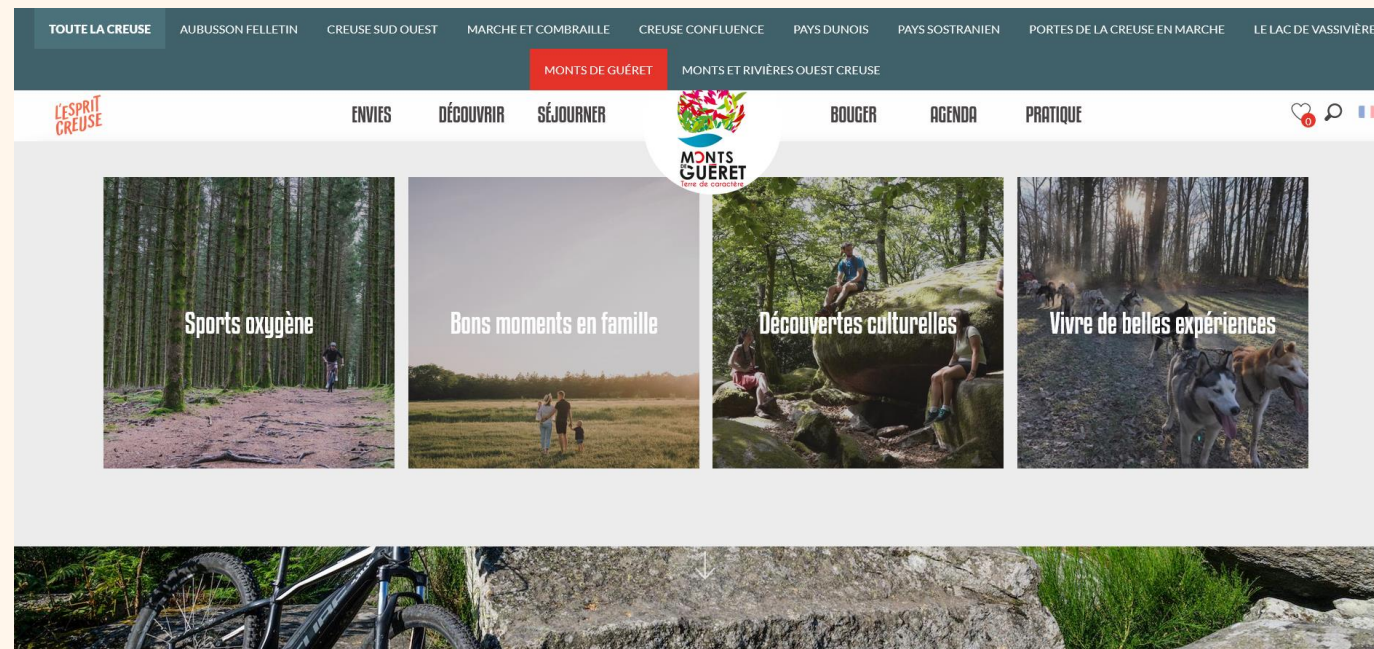 TOUTE LA CREUSE AUBUSSON FELLETIN CREUSE SUD OUEST MARCHE ET COMBRAILLE CREUSE CONFLUENCE PAYS DUNOIS PAYS SOSTRANIEN PORTES DE LA CREUSE EN MARCHE LE LAC DE VASSIVIÈRE
MONTS DE GUÉRET MONTS ET RIVIÈRES OUEST CREUSE
L'ESPRIT
CREUSE
ENVIES DÉCOUVRIR SÉJOURNER BOUGER AGENDA PRATIQUE
0
MONTS
DE GUÉRET
Terre de caractère
Sports oxygène Bons moments en famille Découvertes culturelles Vivre de belles expériences